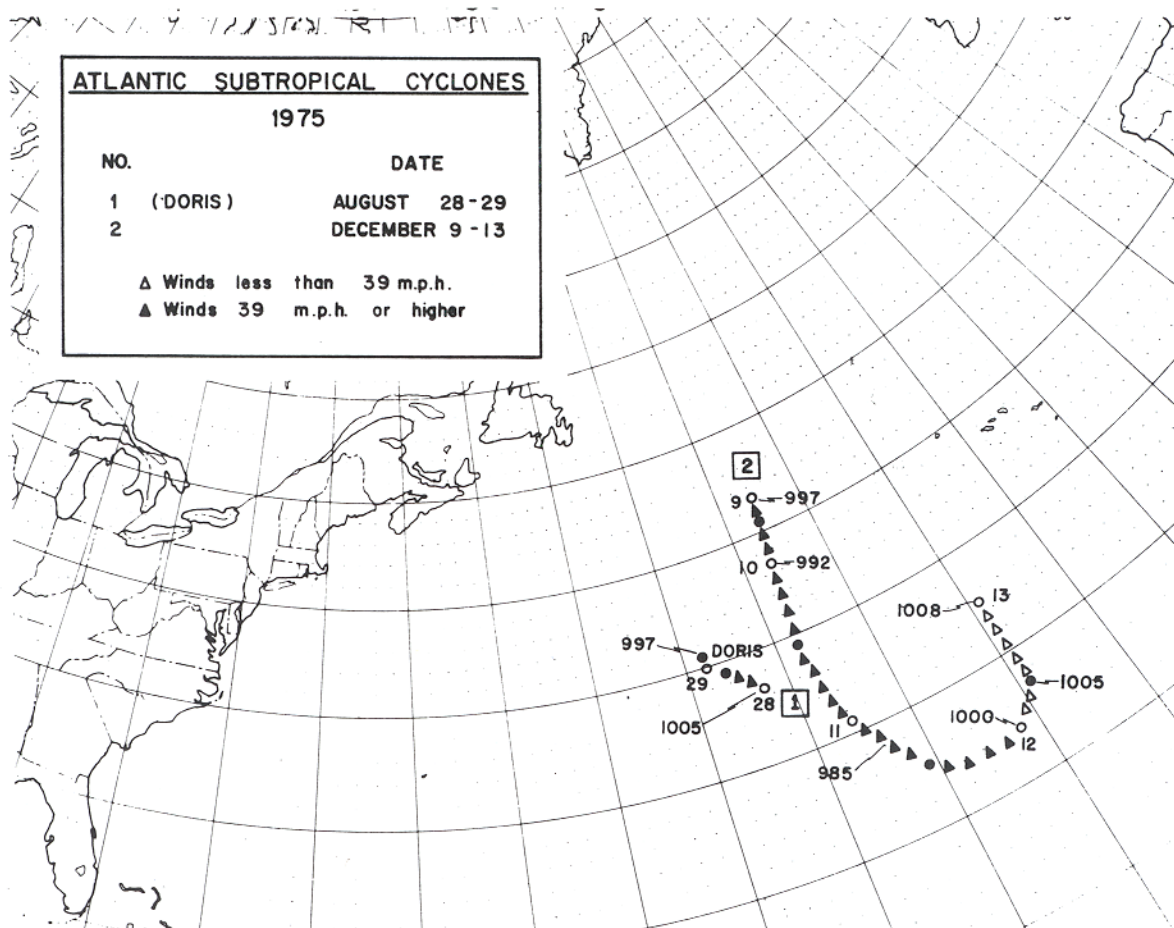 ATLANTIC SUBTROPICAL CYCLONES
1975
NO. DATE
1 (DORIS) AUGUST 28-29
2 DECEMBER 9-13
△ Winds less than 39 m.p.h.
▲ Winds 39 m.p.h. or higher
2
9 997
10 992
1008 13
997 DORIS
29
28 1
1005
1005
11
1000
12
985